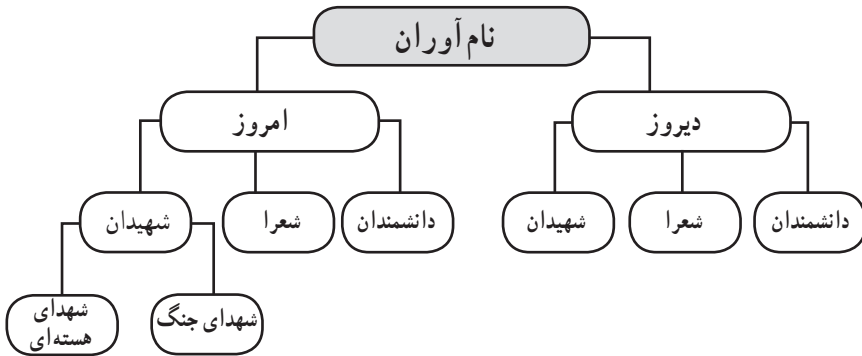 نام‌آوران
دیروز
امروز
دانشمندان
شعرا
شهیدان
دانشمندان
شعرا
شهیدان
شهدای جنگ
شهدای
هسته‌ای